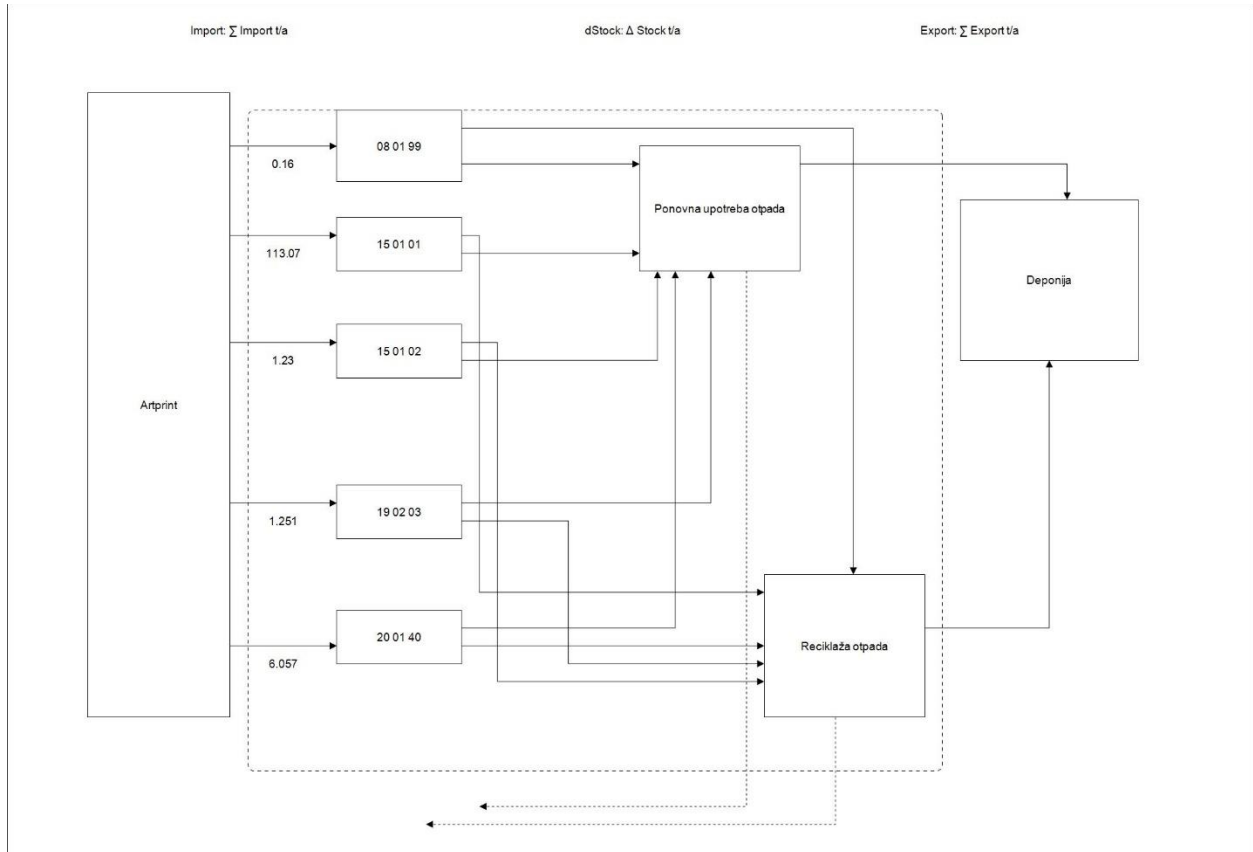 Import: ∑ Import t/a
dStock: Δ Stock t/a
Export: ∑ Export t/a
08 01 99
0.16
Ponovna upotreba otpada
15 01 01
113.07
Deponija
15 01 02
1.23
Artprint
19 02 03
1.251
20 01 40
6.057
Reciklaža otpada